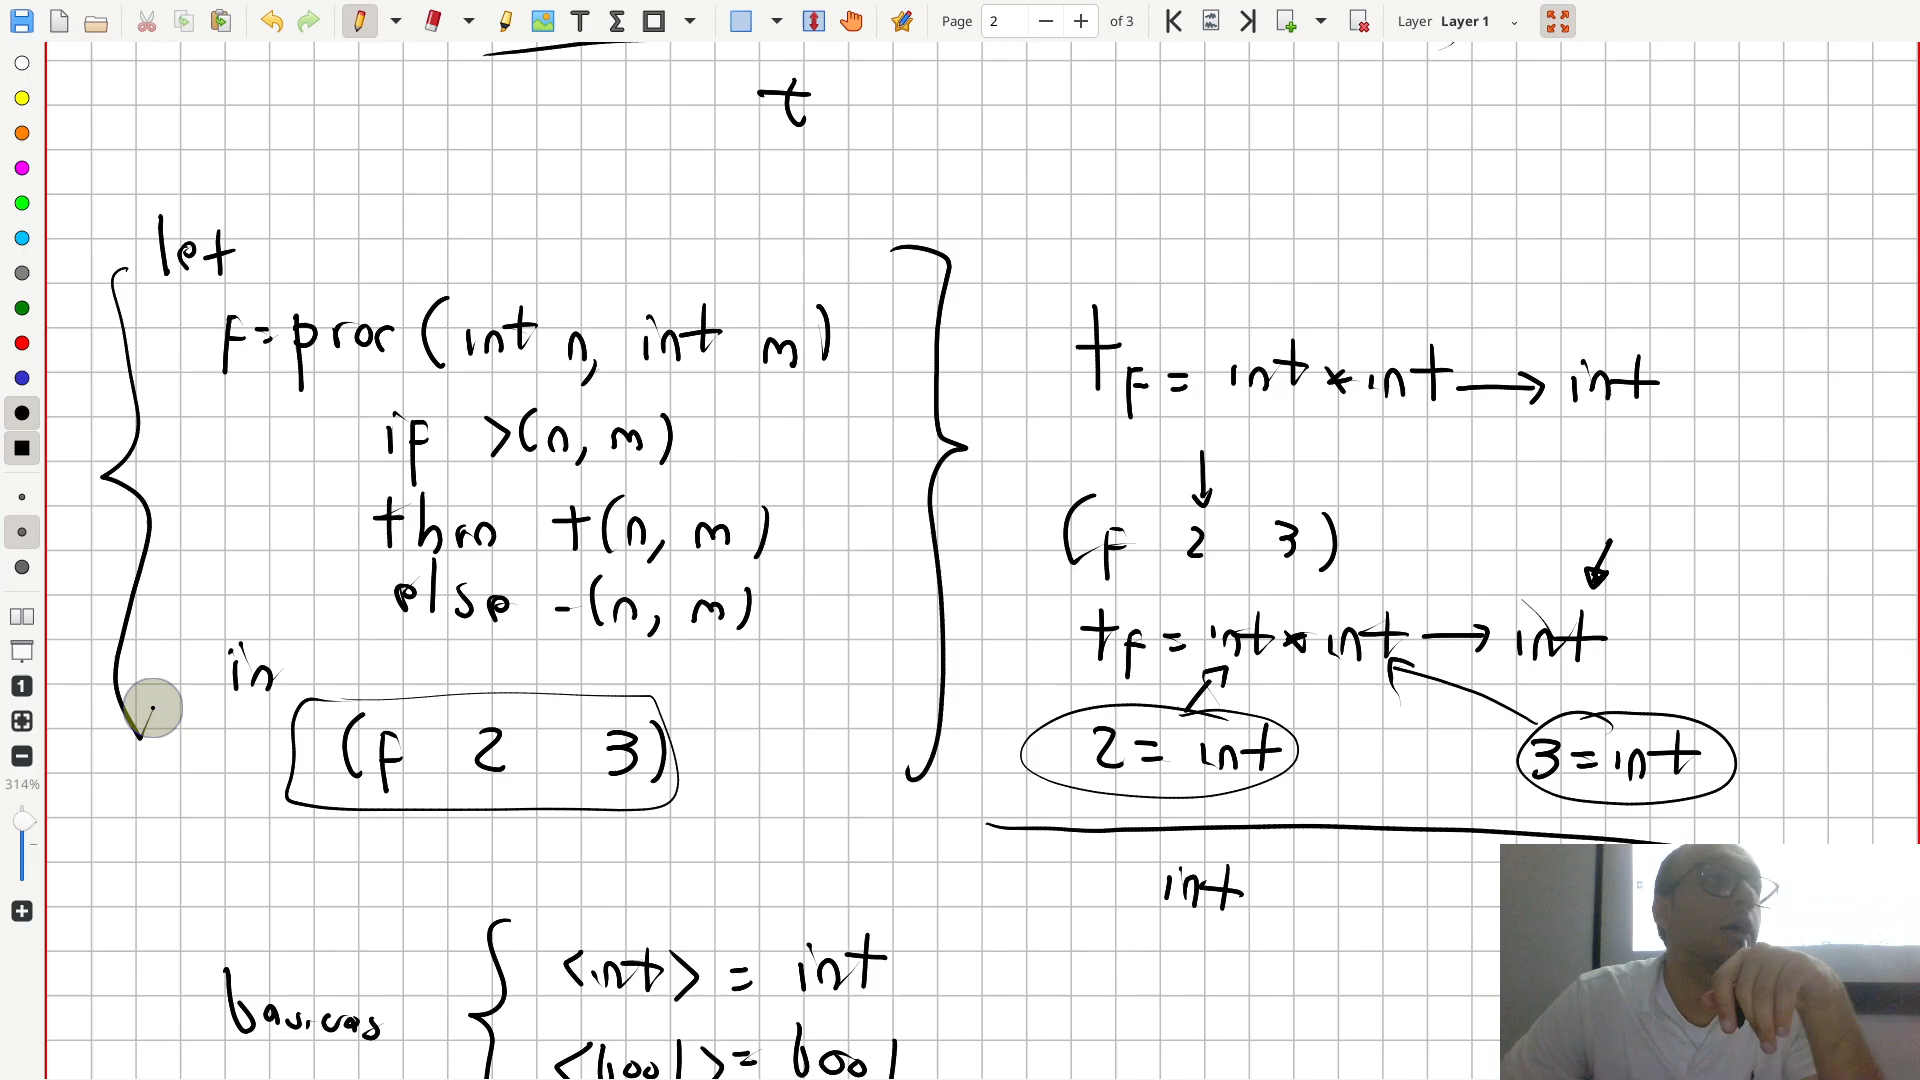 Page 2 of 3 Layer Layer 1
t
let
F= proc (int n, int m)
if >(n, m)
then +(n, m)
else -(n, m)
in
(F 2 3)
tF = int * int → int
(F 2 3)
tF = int * int → int
2 = int
3 = int
int
314%
basicas
<int> = int
<bool> = bool